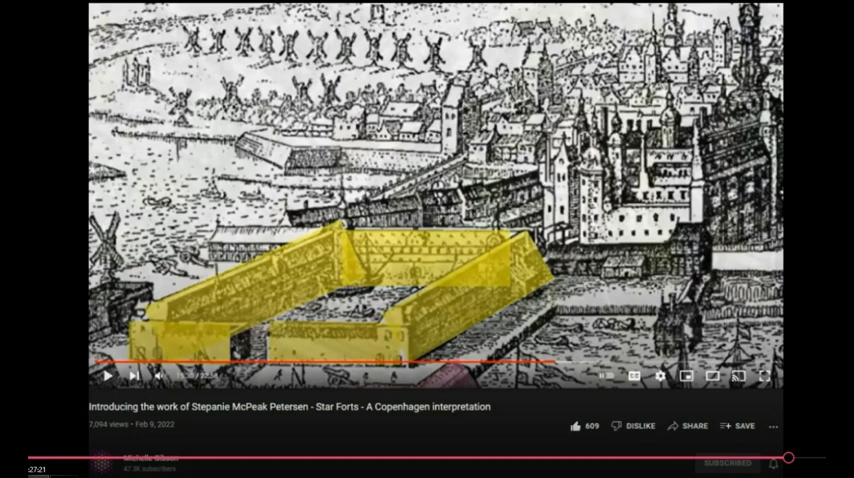 Introducing the work of Stepanie McPeak Petersen - Star Forts - A Copenhagen interpretation
7,094 views • Feb 9, 2022
609 DISLIKE SHARE SAVE
Michelle Gibson
47.3K subscribers
SUBSCRIBED
:27:21